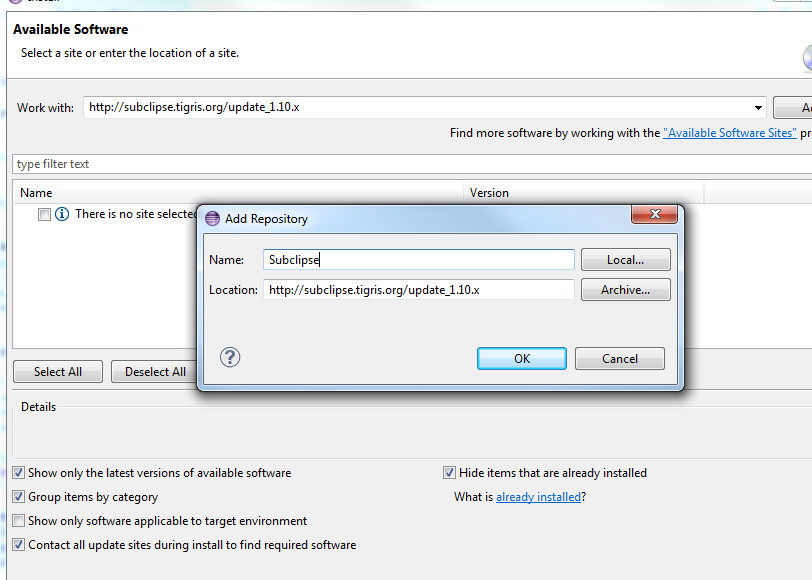 Available Software
Select a site or enter the location of a site.
Work with: http://subclipse.tigris.org/update_1.10.x
Find more software by working with the "Available Software Sites"
type filter text
Name Version
There is no site selected
Add Repository
Name: Subclipse Local...
Location: http://subclipse.tigris.org/update_1.10.x Archive...
? OK Cancel
Select All Deselect All
Details
Show only the latest versions of available software Hide items that are already installed
Group items by category What is already installed?
Show only software applicable to target environment
Contact all update sites during install to find required software